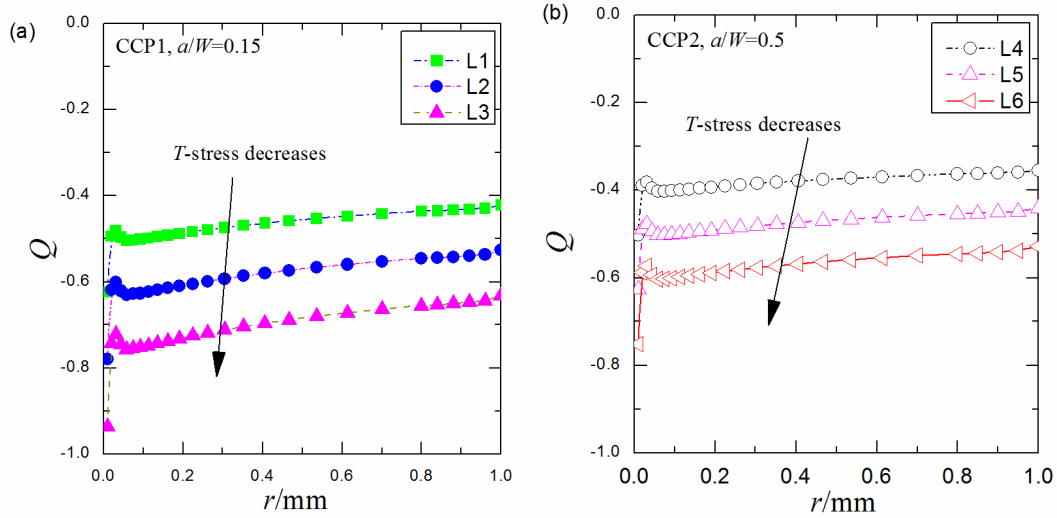 (a)
CCP1, a/W=0.15
L1
L2
L3
T-stress decreases
Q
0.0
-0.2
-0.4
-0.6
-0.8
-1.0
0.0 0.2 0.4 0.6 0.8 1.0
r/mm
(b)
CCP2, a/W=0.5
L4
L5
L6
T-stress decreases
Q
0.0
-0.2
-0.4
-0.6
-0.8
-1.0
0.0 0.2 0.4 0.6 0.8 1.0
r/mm